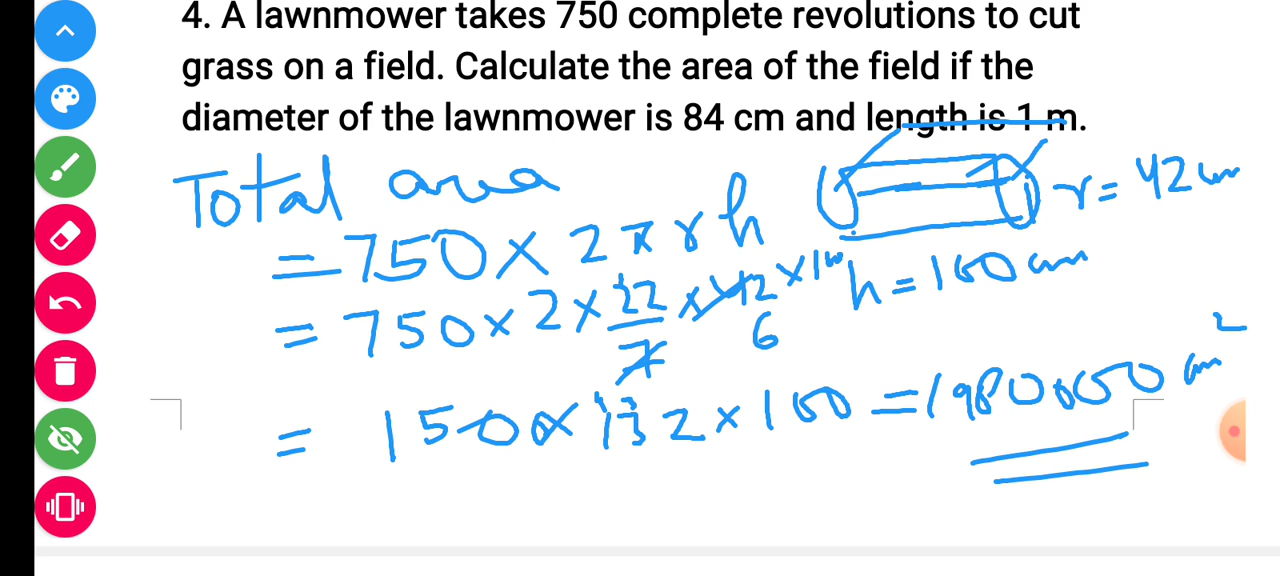 4. A lawnmower takes 750 complete revolutions to cut
grass on a field. Calculate the area of the field if the
diameter of the lawnmower is 84 cm and length is 1 m.
Total area
r = 42 cm
= 750 × 2 π r h
h = 100 cm
= 750 × 2 × 22/7 × 42 × 100
6
= 1500 × 132 × 100 = 19800000 cm²